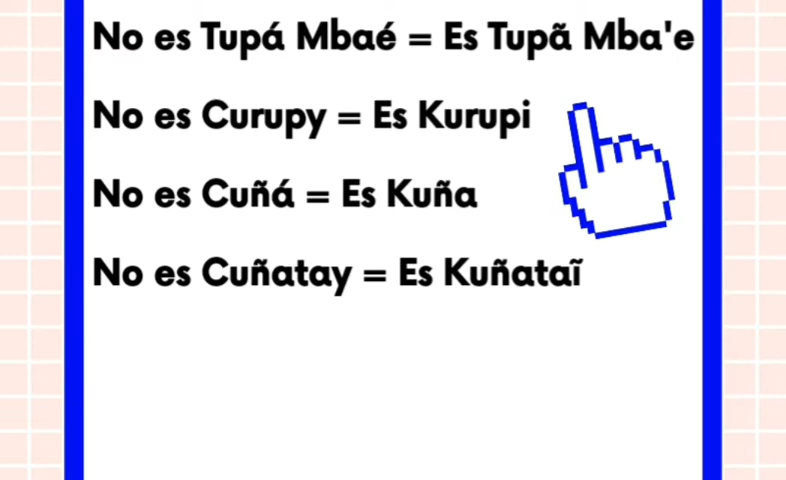 No es Tupá Mbaé = Es Tupã Mba'e
No es Curupy = Es Kurupi
No es Cuñá = Es Kuña
No es Cuñatay = Es Kuñataĩ